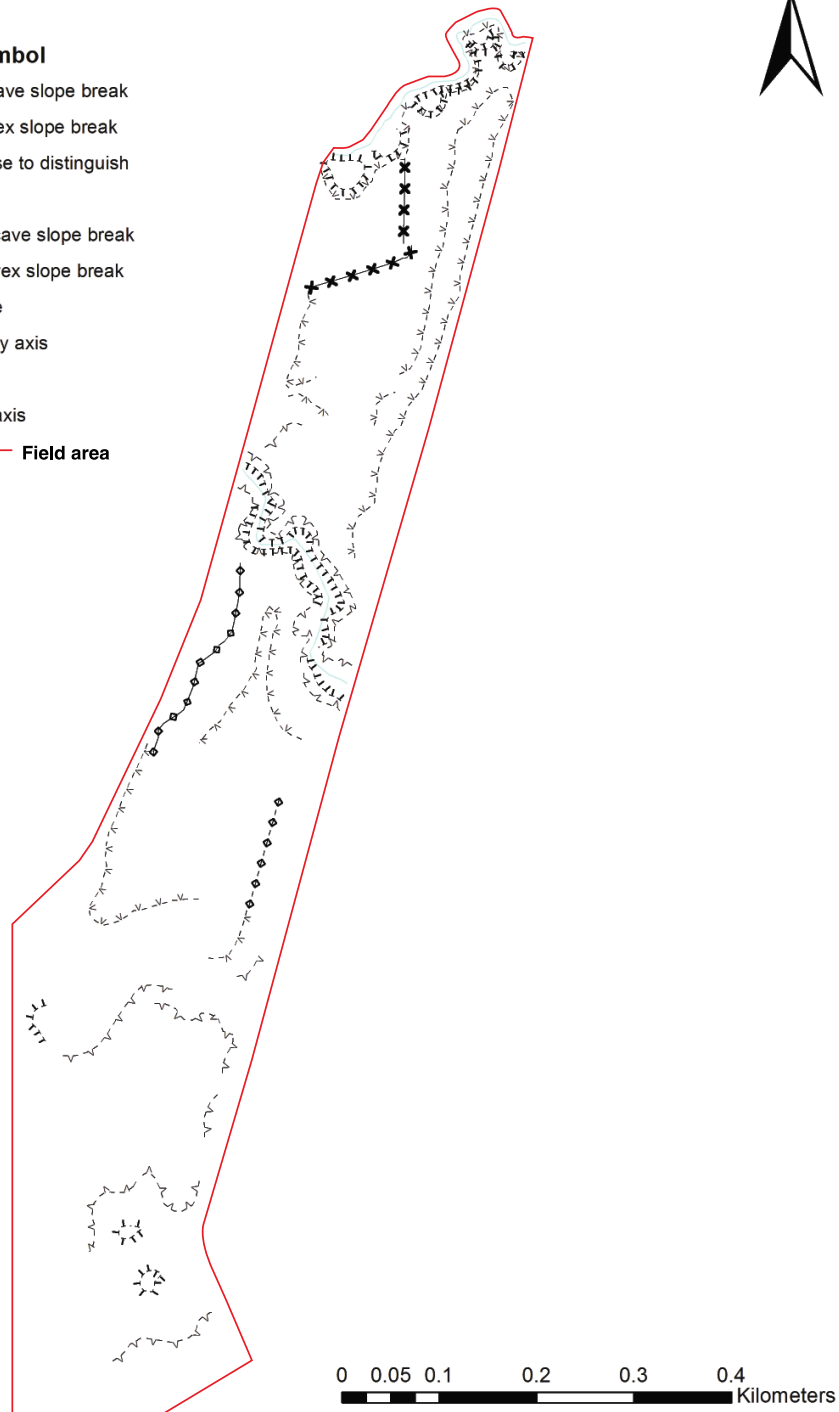 mbol
ave slope break
ex slope break
se to distinguish
ave slope break
ex slope break
e
y axis
axis
Field area
0 0.05 0.1 0.2 0.3 0.4
Kilometers